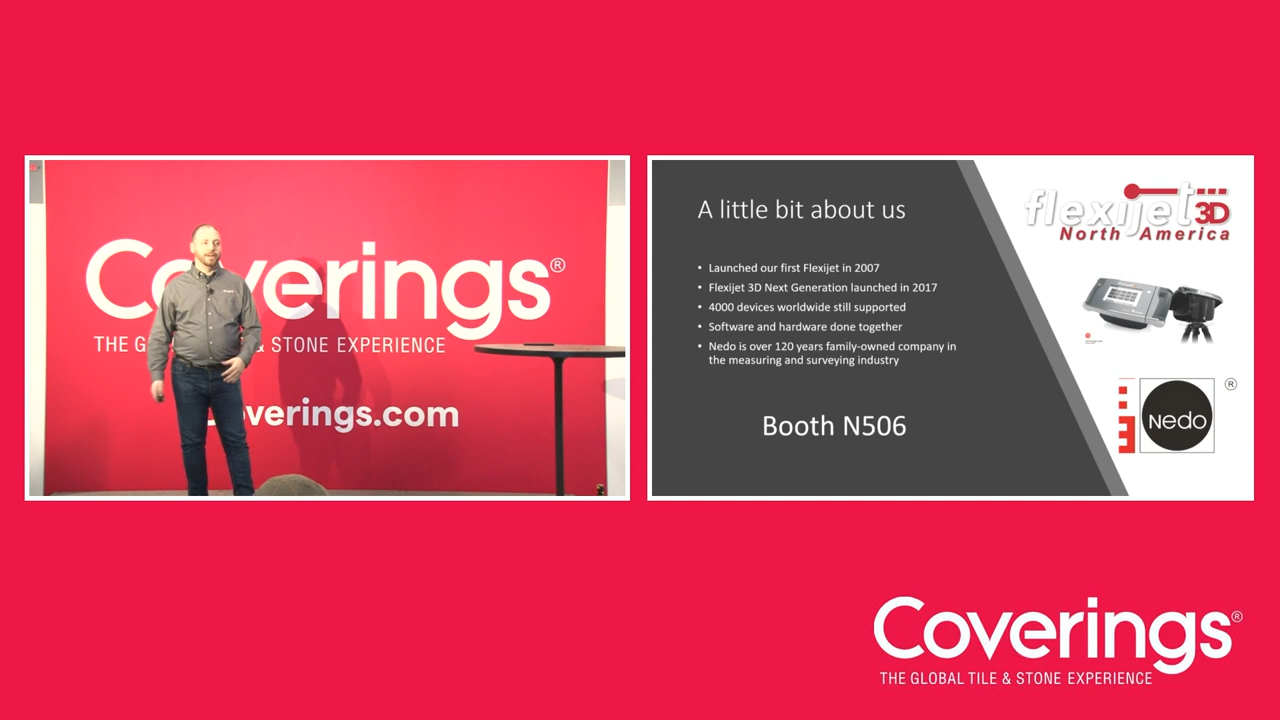 Coverings®
THE G & STONE EXPERIENCE
overings.com
A little bit about us
• Launched our first Flexijet in 2007
• Flexijet 3D Next Generation launched in 2017
• 4000 devices worldwide still supported
• Software and hardware done together
• Nedo is over 120 years family-owned company in
the measuring and surveying industry
Booth N506
flexijet 3D
North America
Nedo
®
Coverings®
THE GLOBAL TILE & STONE EXPERIENCE